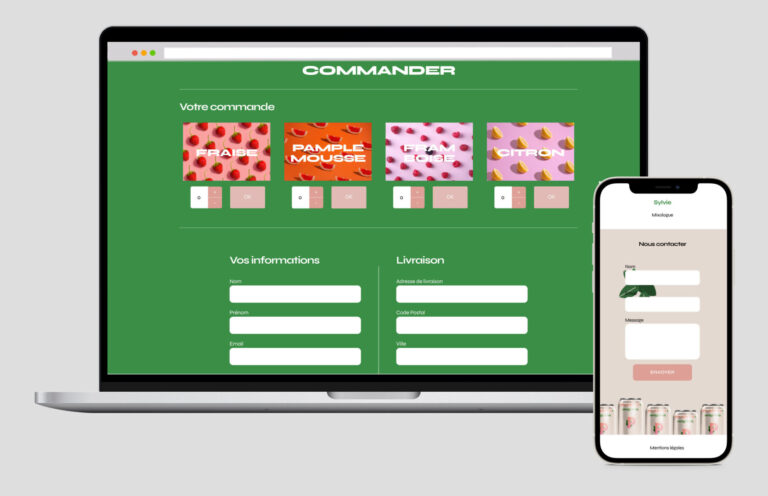 COMMANDER
Votre commande
FRAISE
PAMPLE
MOUSSE
FRAM
BOISE
CITRON
0
OK
0
OK
0
OK
0
OK
Vos informations
Livraison
Nom
Adresse de livraison
Prénom
Code Postal
Email
Ville
Sylvie
Mixologue
Nous contacter
Nom
Message
ENVOYER
Mentions légales